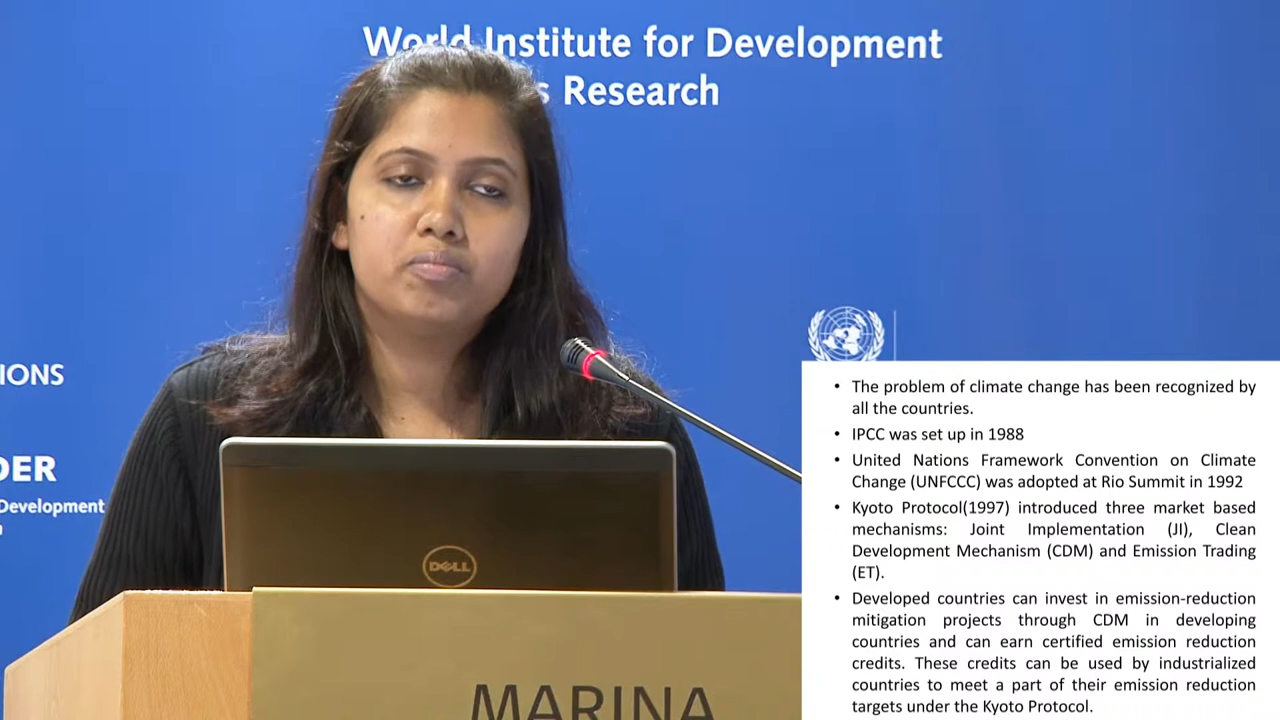 World Institute for Development
s Research
IONS
DER
Development
DELL
MARINA
• The problem of climate change has been recognized by
all the countries.
• IPCC was set up in 1988
• United Nations Framework Convention on Climate
Change (UNFCCC) was adopted at Rio Summit in 1992
• Kyoto Protocol(1997) introduced three market based
mechanisms: Joint Implementation (JI), Clean
Development Mechanism (CDM) and Emission Trading
(ET).
• Developed countries can invest in emission-reduction
mitigation projects through CDM in developing
countries and can earn certified emission reduction
credits. These credits can be used by industrialized
countries to meet a part of their emission reduction
targets under the Kyoto Protocol.